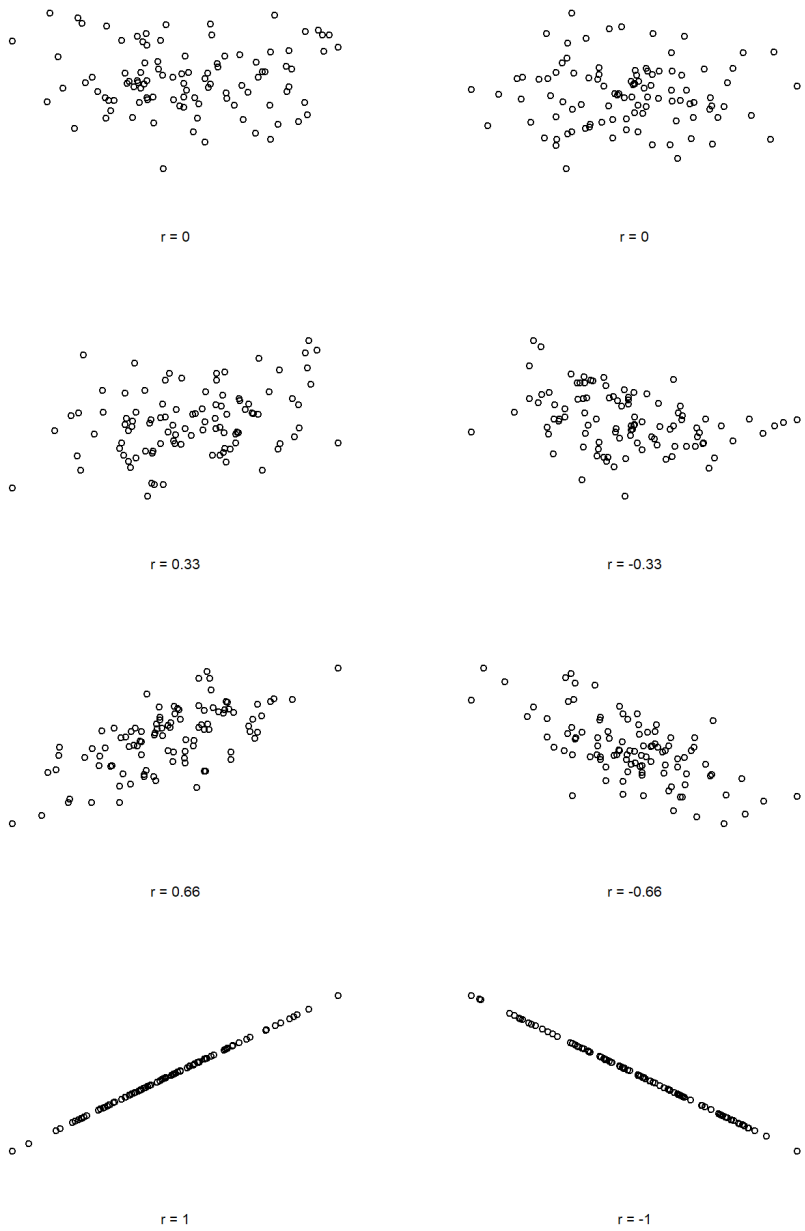 r = 0
r = 0
r = 0.33
r = -0.33
r = 0.66
r = -0.66
r = 1
r = -1